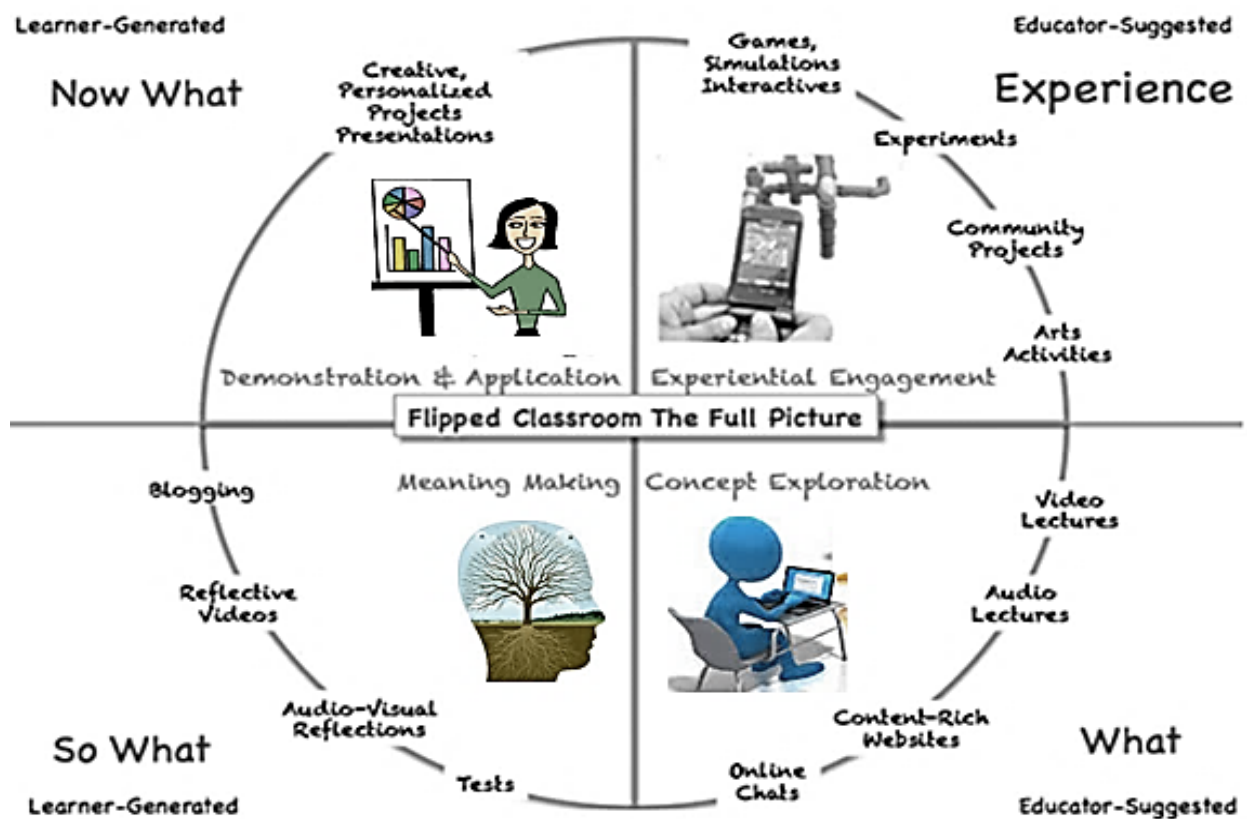 Learner-Generated
Now What
Creative,
Personalized
Projects
Presentations
Demonstration & Application
Educator-Suggested
Experience
Games,
Simulations
Interactives
Experiments
Community
Projects
Arts
Activities
Experiential Engagement
Flipped Classroom The Full Picture
Meaning Making
Blogging
Reflective
Videos
Audio-Visual
Reflections
Tests
So What
Learner-Generated
Concept Exploration
Video
Lectures
Audio
Lectures
Content-Rich
Websites
Online
Chats
What
Educator-Suggested